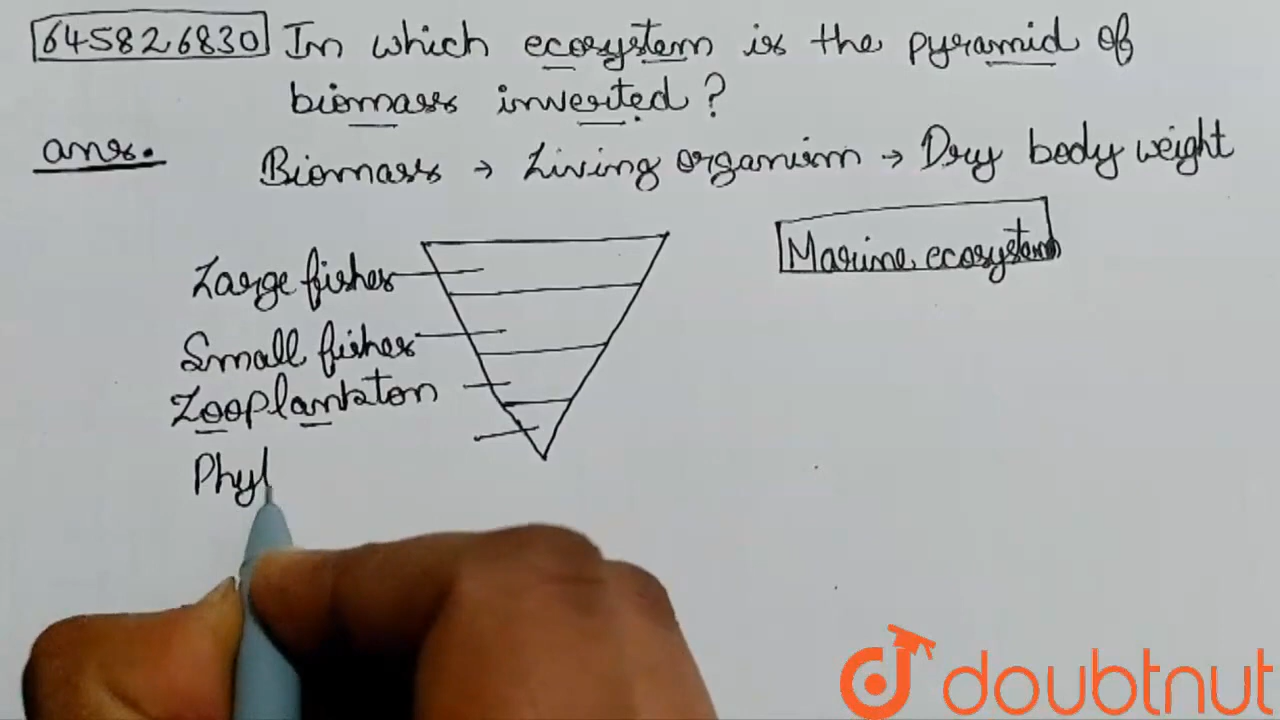 645826830 In which ecosystem is the pyramid of
biomass inverted?
ans.
Biomass → Living organism → Dry body weight
Marine ecosystem
Large fishes
Small fishes
Zooplankton
Phyt
doubtnut